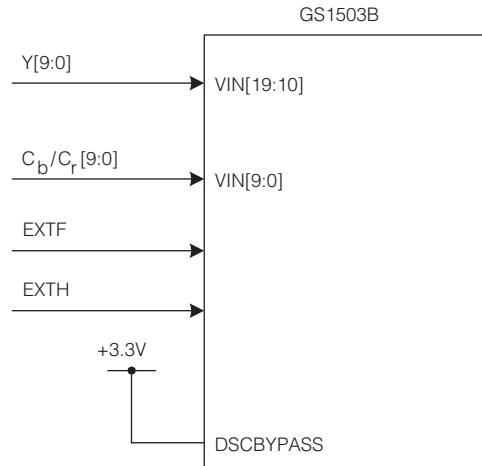 GS1503B
Y[9:0]
VIN[19:10]
Cb/Cr[9:0]
VIN[9:0]
EXTF
EXTH
+3.3V
DSCBYPASS